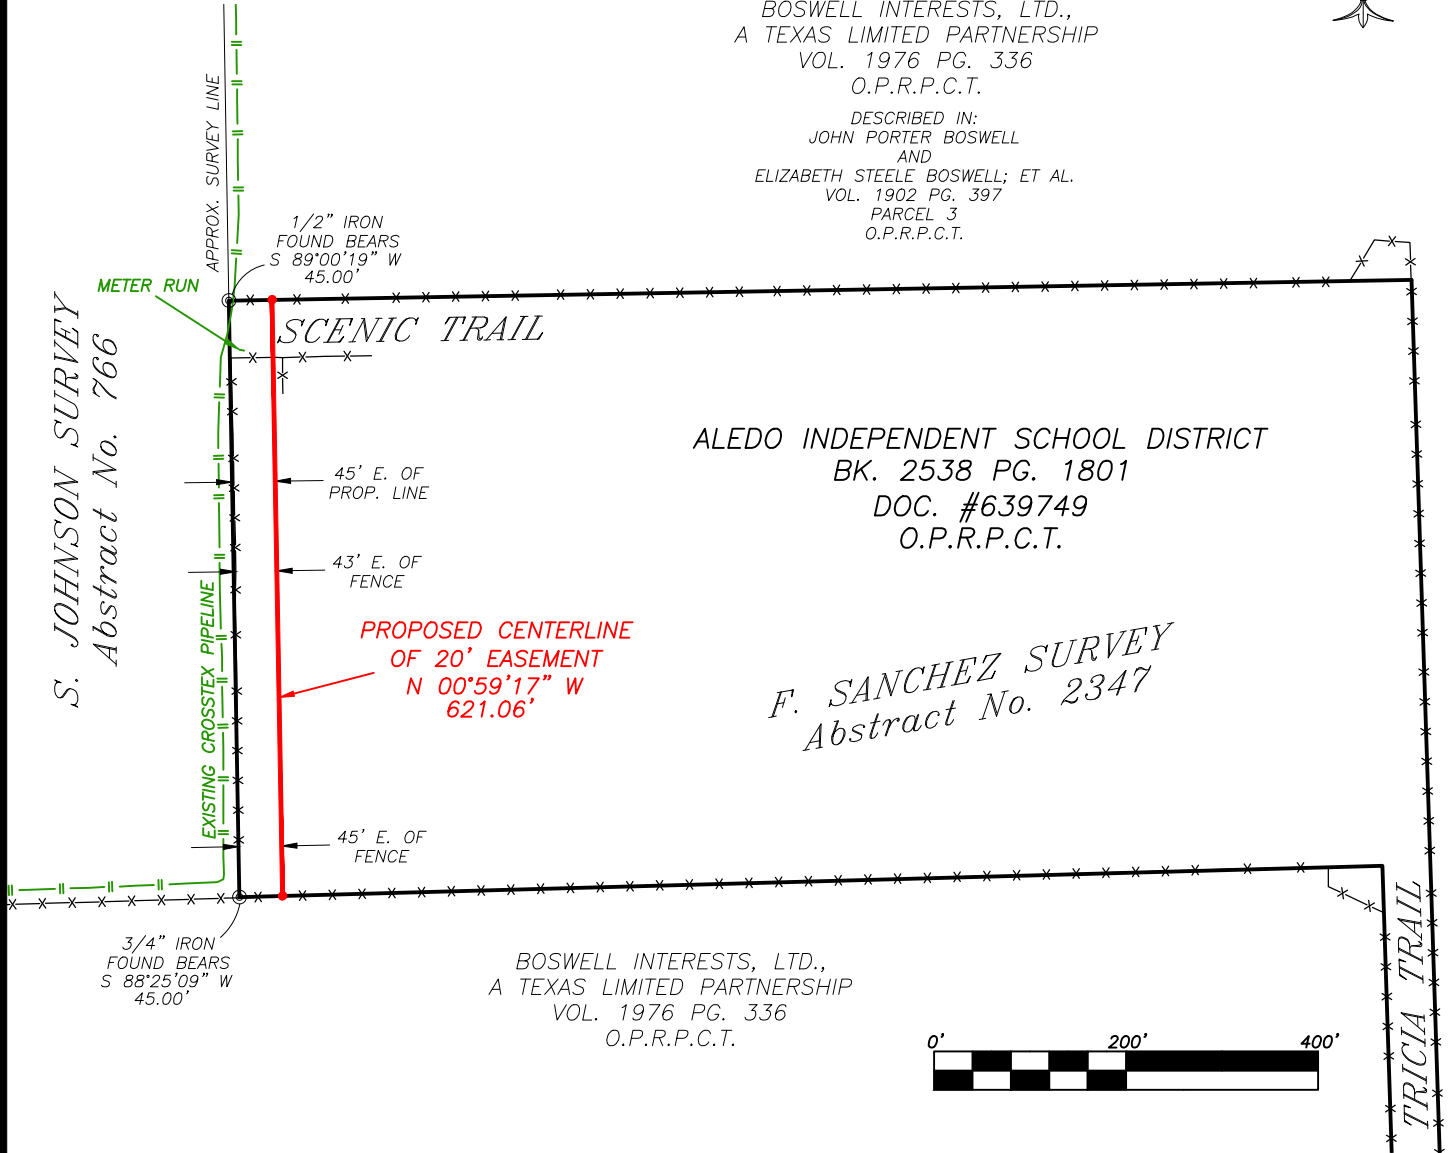 BOSWELL INTERESTS, LTD.,
A TEXAS LIMITED PARTNERSHIP
VOL. 1976 PG. 336
O.P.R.P.C.T.
DESCRIBED IN:
JOHN PORTER BOSWELL
AND
ELIZABETH STEELE BOSWELL; ET AL.
VOL. 1902 PG. 397
PARCEL 3
O.P.R.P.C.T.
APPROX. SURVEY LINE
1/2" IRON
FOUND BEARS
S 89°00'19" W
45.00'
METER RUN
SCENIC TRAIL
S. JOHNSON SURVEY
Abstract No. 766
ALEDO INDEPENDENT SCHOOL DISTRICT
BK. 2538 PG. 1801
DOC. #639749
O.P.R.P.C.T.
45' E. OF
PROP. LINE
43' E. OF
FENCE
EXISTING CROSSTEX PIPELINE
PROPOSED CENTERLINE
OF 20' EASEMENT
N 00°59'17" W
621.06'
F. SANCHEZ SURVEY
Abstract No. 2347
45' E. OF
FENCE
3/4" IRON
FOUND BEARS
S 88°25'09" W
45.00'
BOSWELL INTERESTS, LTD.,
A TEXAS LIMITED PARTNERSHIP
VOL. 1976 PG. 336
O.P.R.P.C.T.
TRICIA TRAIL
0' 200' 400'